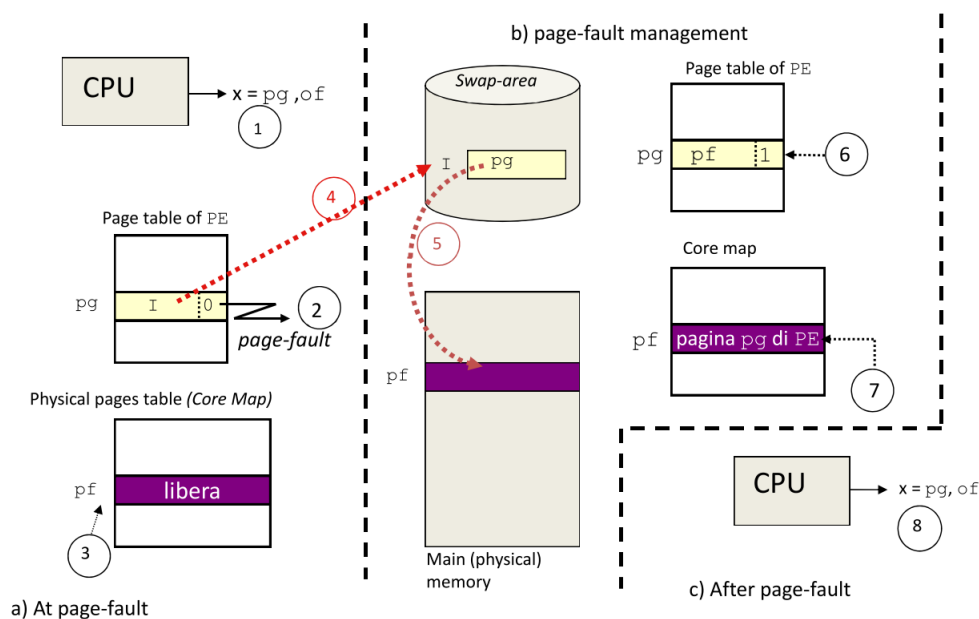 b) page-fault management
CPU
x = pg ,of
1
Swap-area
I
pg
Page table of PE
pg
pf
1
6
4
5
Page table of PE
pg
I
0
2
page-fault
Core map
pf
pagina pg di PE
7
pf
Physical pages table (Core Map)
pf
libera
3
Main (physical)
memory
CPU
x = pg, of
8
a) At page-fault
c) After page-fault